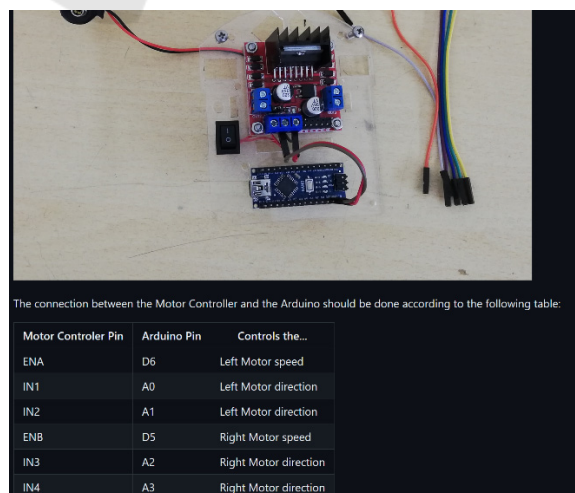 The connection between the Motor Controller and the Arduino should be done according to the following table:
Motor Controler Pin Arduino Pin Controls the...
ENA D6 Left Motor speed
IN1 A0 Left Motor direction
IN2 A1 Left Motor direction
ENB D5 Right Motor speed
IN3 A2 Right Motor direction
IN4 A3 Right Motor direction